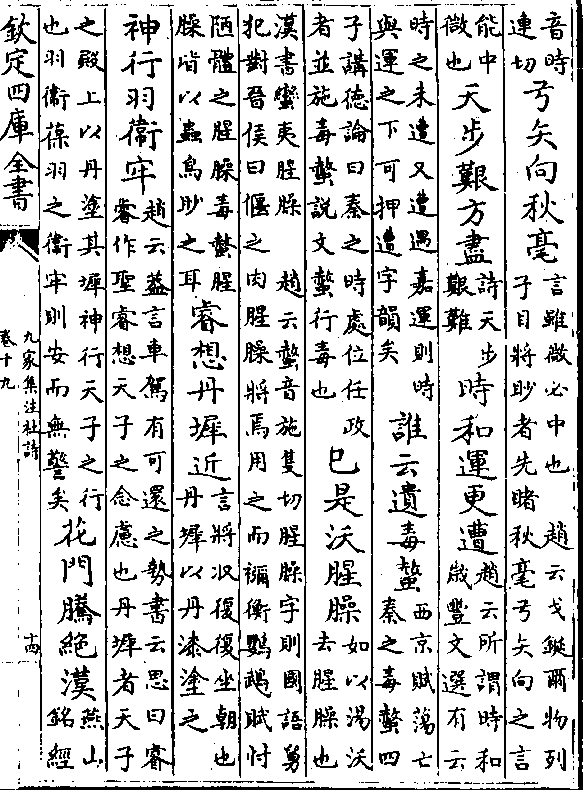 音時連切弓矢向秋毫言雖微必中也　趙云戈鋋爾物列子目將眇者先睹秋毫弓矢向之言
能中微也天步艱方盡詩天步艱難時和運更遭趙云所謂時和歲豐文選有云
時之未遭又遭遇嘉運則時與運之下可押遭字韻矣誰云遺毒螫西京賦蕩亡秦之毒螫四
子講德論曰秦之時處位任政者並施毒螫説文螫行毒也已是沃腥臊如以湯沃去腥臊也
漢書蠻夷腥臊　趙云螫音施隻切腥臊字則國語舅犯對晉侯曰偃之肉腥臊將焉用之而禰衡鸚鵡賦忖
陋體之腥臊毒螫腥臊皆以蟲鳥眇之耳睿想丹墀近言將收復復坐朝也丹墀以丹漆塗之
神行羽衛牢趙云葢言車駕有可還之勢書云思曰睿睿作聖睿想天子之念慮也丹墀者天子
之殿上以丹塗其墀神行天子之行也羽衛葆羽之衛牢則安而無警矣花門騰絶漠燕山銘經
欽定四庫全書
九家集注杜詩
卷十九
十四